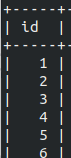 +-----+
| id  |
+-----+
|   1 |
|   2 |
|   3 |
|   4 |
|   5 |
|   6 |